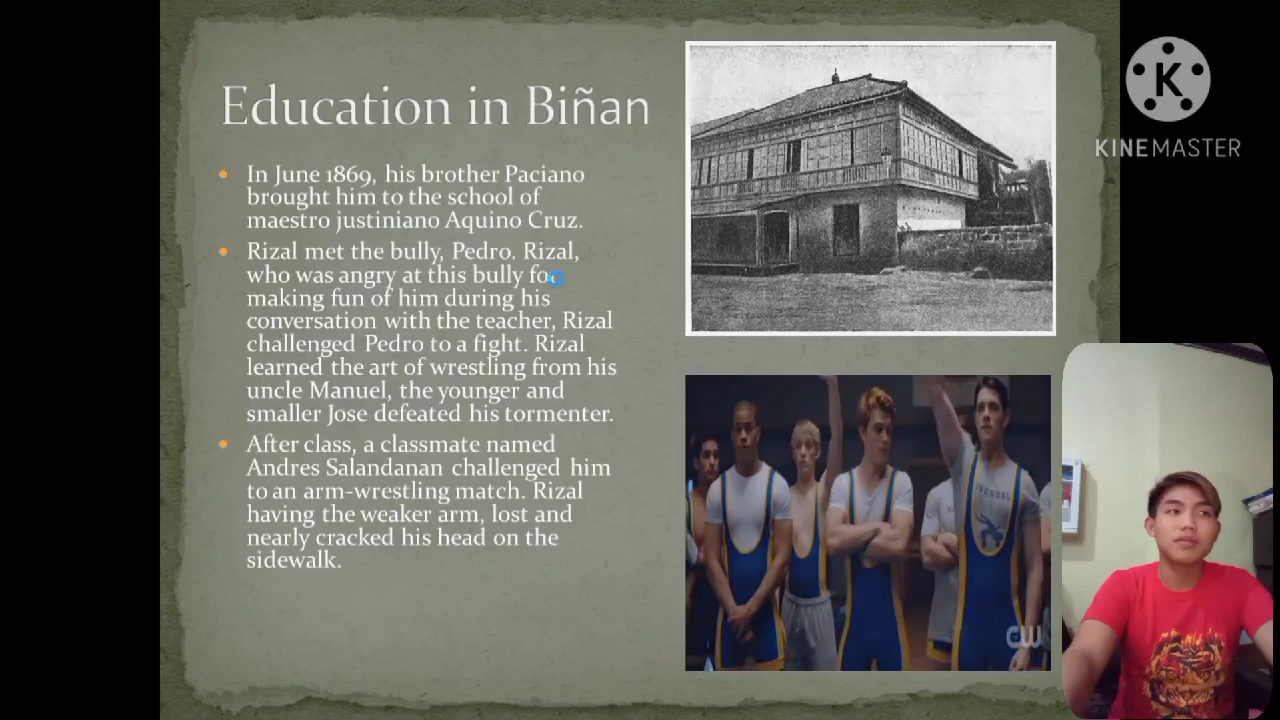 Education in Biñan
In June 1869, his brother Paciano
brought him to the school of
maestro justiniano Aquino Cruz.
Rizal met the bully, Pedro. Rizal,
who was angry at this bully for
making fun of him during his
conversation with the teacher, Rizal
challenged Pedro to a fight. Rizal
learned the art of wrestling from his
uncle Manuel, the younger and
smaller Jose defeated his tormenter.
After class, a classmate named
Andres Salandanan challenged him
to an arm-wrestling match. Rizal
having the weaker arm, lost and
nearly cracked his head on the
sidewalk.
K
KINEMASTER
CW